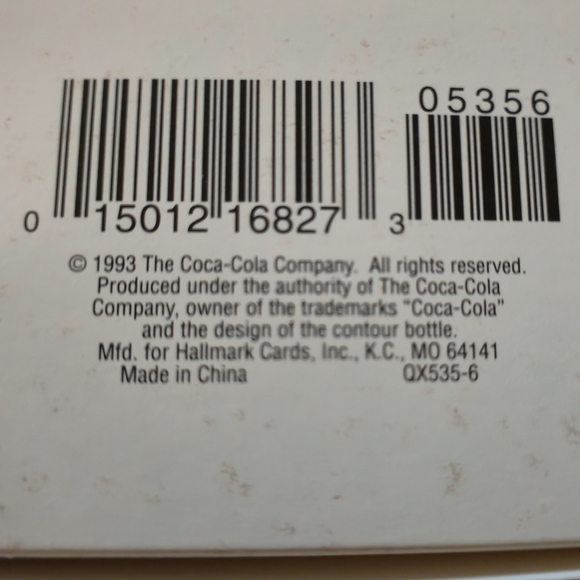 05356
0 15012 16827 3
© 1993 The Coca-Cola Company. All rights reserved.
Produced under the authority of The Coca-Cola
Company, owner of the trademarks "Coca-Cola"
and the design of the contour bottle.
Mfd. for Hallmark Cards, Inc., K.C., MO 64141
Made in China QX535-6